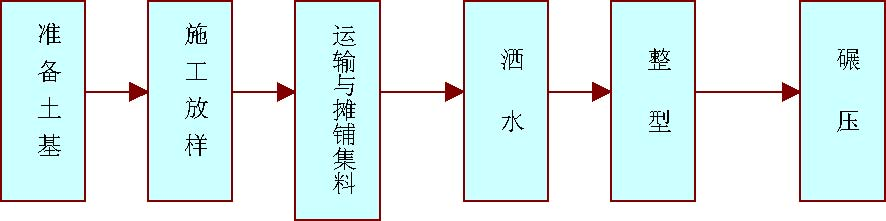 准备土基
施工放样
运输与摊铺集料
洒水
整型
碾压